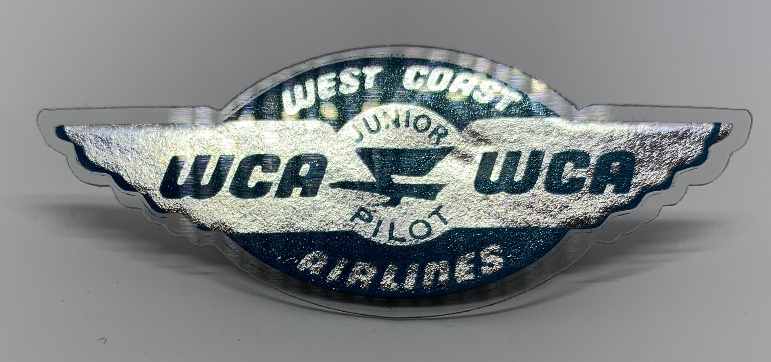 WEST COAST
JUNIOR
WCA WCA
PILOT
AIRLINES